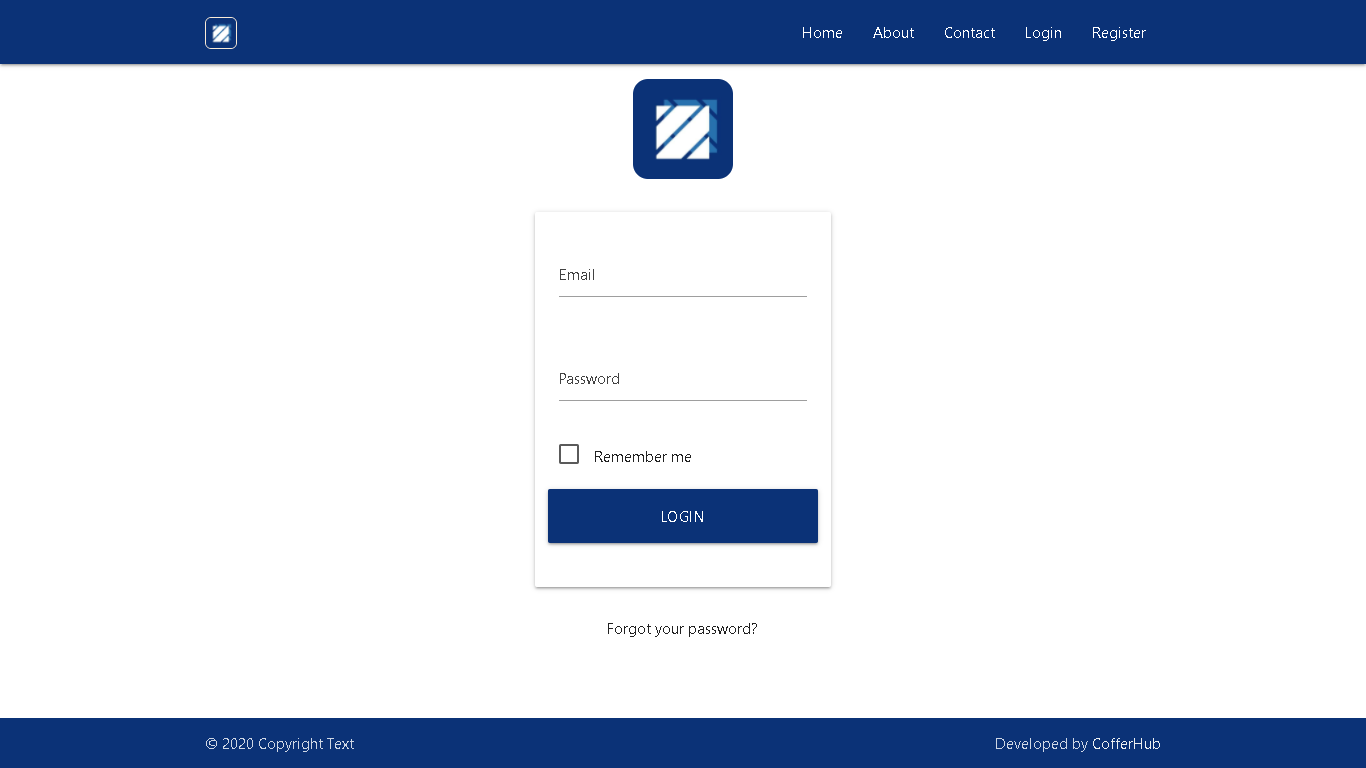 Home About Contact Login Register
Email
Password
Remember me
LOGIN
Forgot your password?
© 2020 Copyright Text Developed by CofferHub